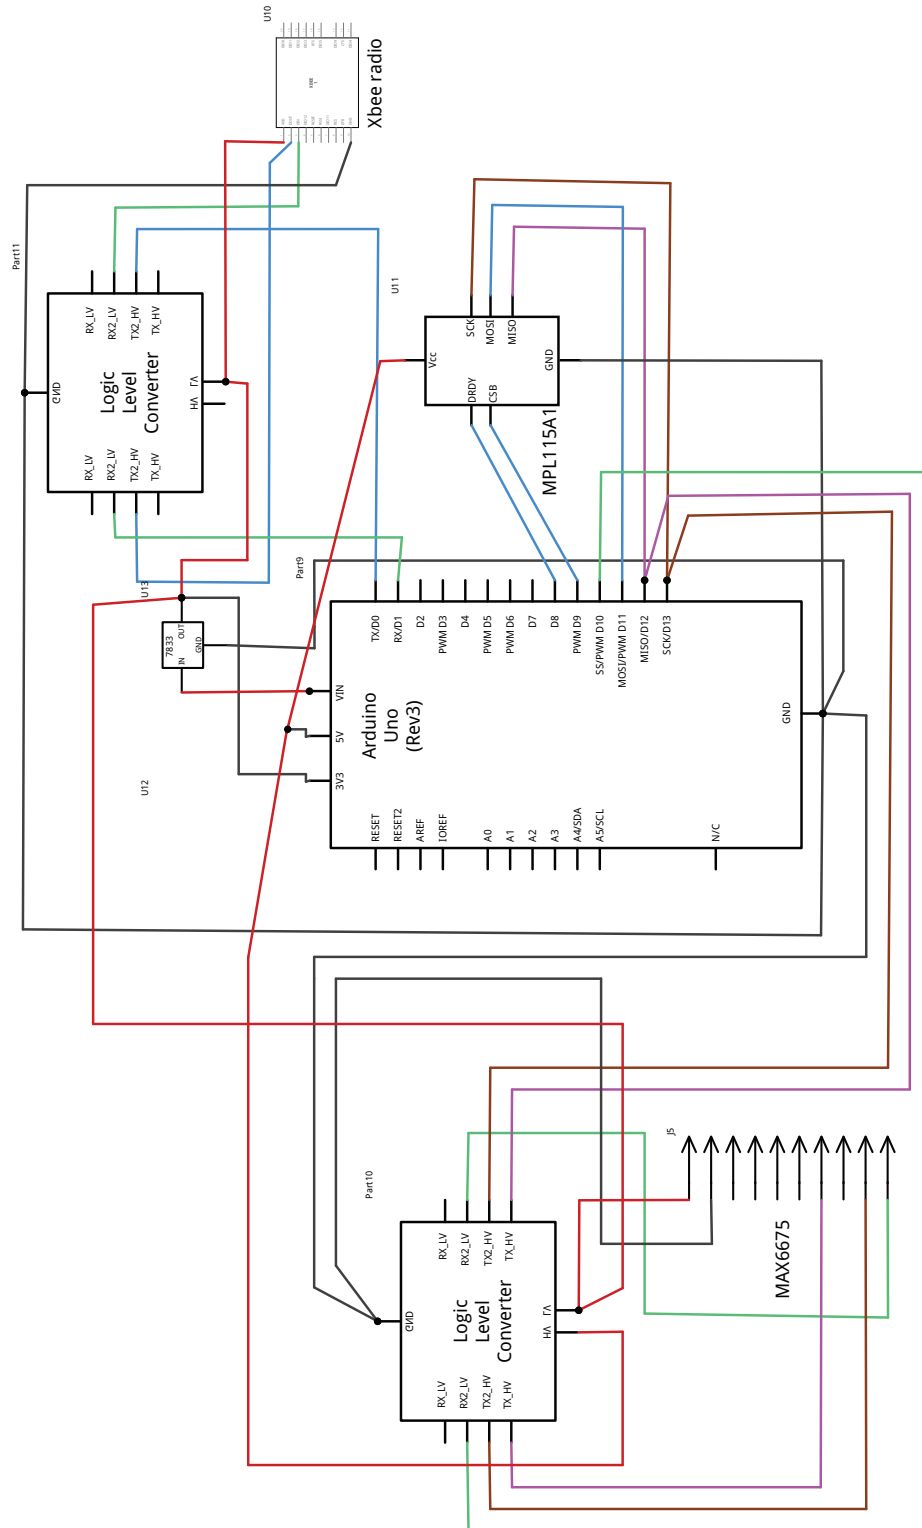 U10
XBEE
1
Xbee radio
Part11
RX_LV
RX2_LV
TX2_HV
TX_HV
GND
Logic
Level
Converter
LV
HV
RX_LV
RX2_LV
TX2_HV
TX_HV
U11
SCK
MOSI
MISO
Vcc
GND
DRDY
CSB
MPL115A1
Part9
U13
7833
OUT
GND
IN
U12
TX/D0
RX/D1
D2
PWM D3
D4
PWM D5
PWM D6
D7
D8
PWM D9
SS/PWM D10
MOSI/PWM D11
MISO/D12
SCK/D13
VIN
5V
3V3
Arduino
Uno
(Rev3)
GND
RESET
RESET2
AREF
IOREF
A0
A1
A2
A3
A4/SDA
A5/SCL
N/C
J5
MAX6675
Part10
RX_LV
RX2_LV
TX2_HV
TX_HV
GND
Logic
Level
Converter
LV
HV
RX_LV
RX2_LV
TX2_HV
TX_HV